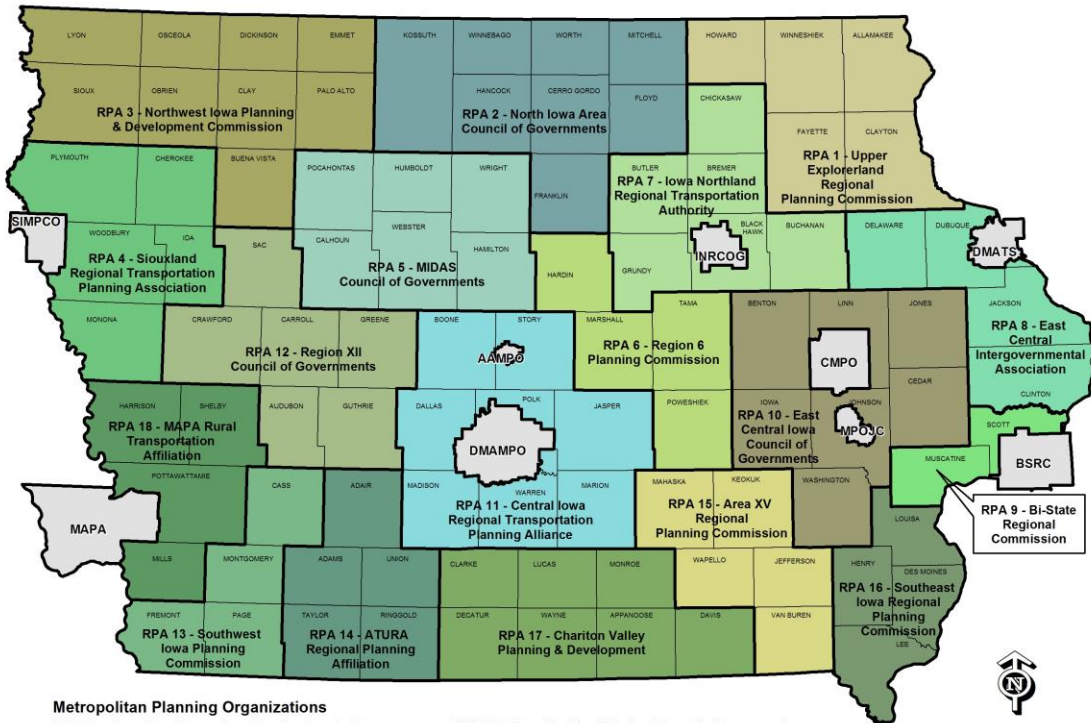 LYON
OSCEOLA
DICKINSON
EMMET
KOSSUTH
WINNEBAGO
WORTH
MITCHELL
HOWARD
WINNESHIEK
ALLAMAKEE
SIOUX
OBRIEN
CLAY
PALO ALTO
HANCOCK
CERRO GORDO
FLOYD
CHICKASAW
RPA 3 - Northwest Iowa Planning
& Development Commission
RPA 2 - North Iowa Area
Council of Governments
FAYETTE
CLAYTON
RPA 1 - Upper
Explorerland
Regional
Planning Commission
PLYMOUTH
CHEROKEE
BUENA VISTA
POCAHONTAS
HUMBOLDT
WRIGHT
FRANKLIN
BUTLER
BREMER
RPA 7 - Iowa Northland
Regional Transportation
Authority
SIMPCO
WOODBURY
IDA
SAC
CALHOUN
WEBSTER
HAMILTON
HARDIN
GRUNDY
BLACK
HAWK
INRCOG
BUCHANAN
DELAWARE
DUBUQUE
DMATS
RPA 4 - Siouxland
Regional Transportation
Planning Association
RPA 5 - MIDAS
Council of Governments
MONONA
CRAWFORD
CARROLL
GREENE
BOONE
STORY
MARSHALL
TAMA
BENTON
LINN
JONES
JACKSON
RPA 12 - Region XII
Council of Governments
AAMPO
RPA 6 - Region 6
Planning Commission
CMPO
RPA 8 - East
Central
Intergovernmental
Association
HARRISON
SHELBY
AUDUBON
GUTHRIE
DALLAS
POLK
JASPER
POWESHIEK
IOWA
JOHNSON
CEDAR
CLINTON
RPA 18 - MAPA Rural
Transportation
Affiliation
DMAMPO
RPA 10 - East
Central Iowa
Council of
Governments
MPOJC
SCOTT
MUSCATINE
BSRC
POTTAWATTAMIE
CASS
ADAIR
MADISON
WARREN
MARION
MAHASKA
KEOKUK
WASHINGTON
LOUISA
MAPA
RPA 11 - Central Iowa
Regional Transportation
Planning Alliance
RPA 15 - Area XV
Regional
Planning Commission
RPA 9 - Bi-State
Regional
Commission
MILLS
MONTGOMERY
ADAMS
UNION
CLARKE
LUCAS
MONROE
WAPELLO
JEFFERSON
HENRY
DES MOINES
FREMONT
PAGE
TAYLOR
RINGGOLD
DECATUR
WAYNE
APPANOOSE
DAVIS
VAN BUREN
LEE
RPA 13 - Southwest
Iowa Planning
Commission
RPA 14 - ATURA
Regional Planning
Affiliation
RPA 17 - Chariton Valley
Planning & Development
RPA 16 - Southeast
Iowa Regional
Planning
Commission
N
Metropolitan Planning Organizations